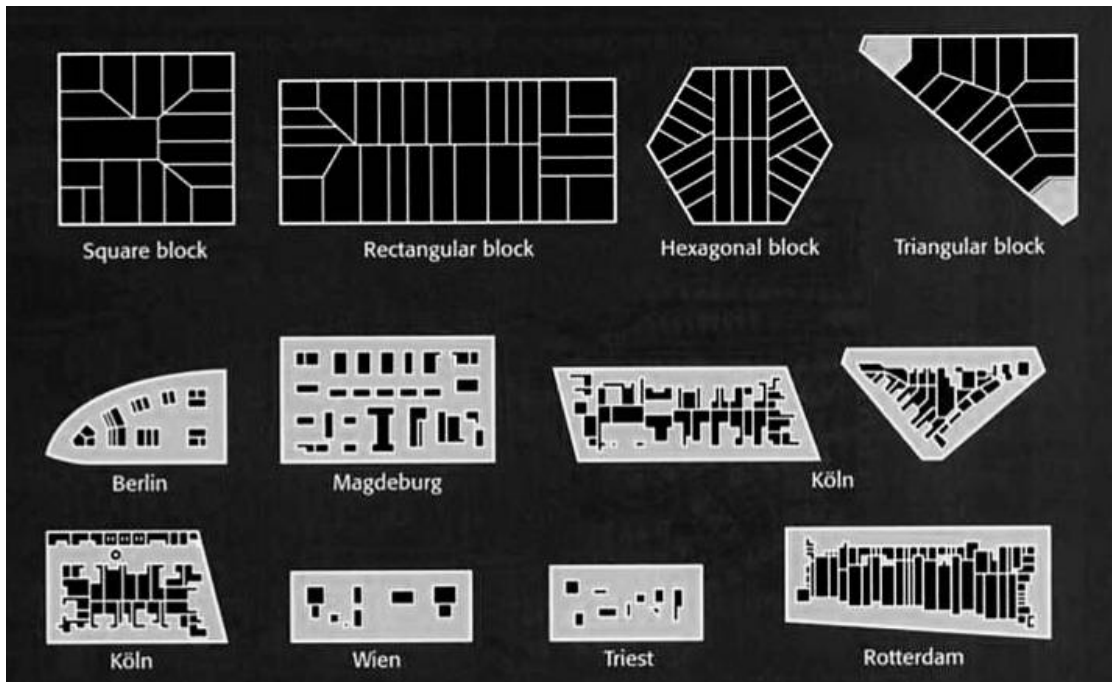 Square block
Rectangular block
Hexagonal block
Triangular block
Berlin
Magdeburg
Köln
Köln
Wien
Triest
Rotterdam